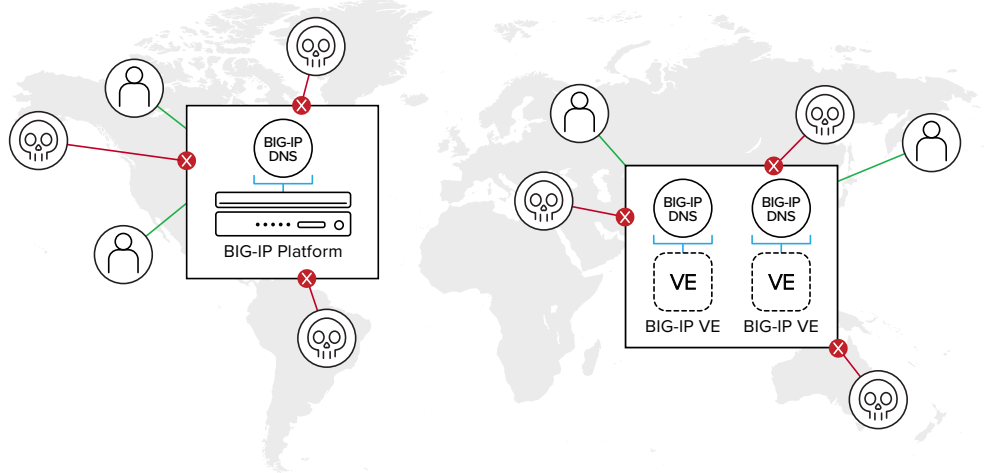 BIG-IP
DNS
BIG-IP Platform
BIG-IP
DNS
VE
BIG-IP VE
BIG-IP
DNS
VE
BIG-IP VE